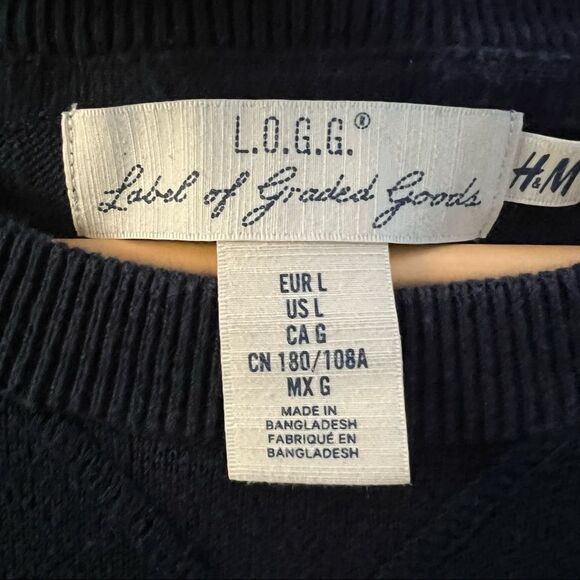 L.O.G.G.®
Label of Graded Goods
H&M
EUR L
US L
CA G
CN 180/108A
MX G
MADE IN
BANGLADESH
FABRIQUÉ EN
BANGLADESH